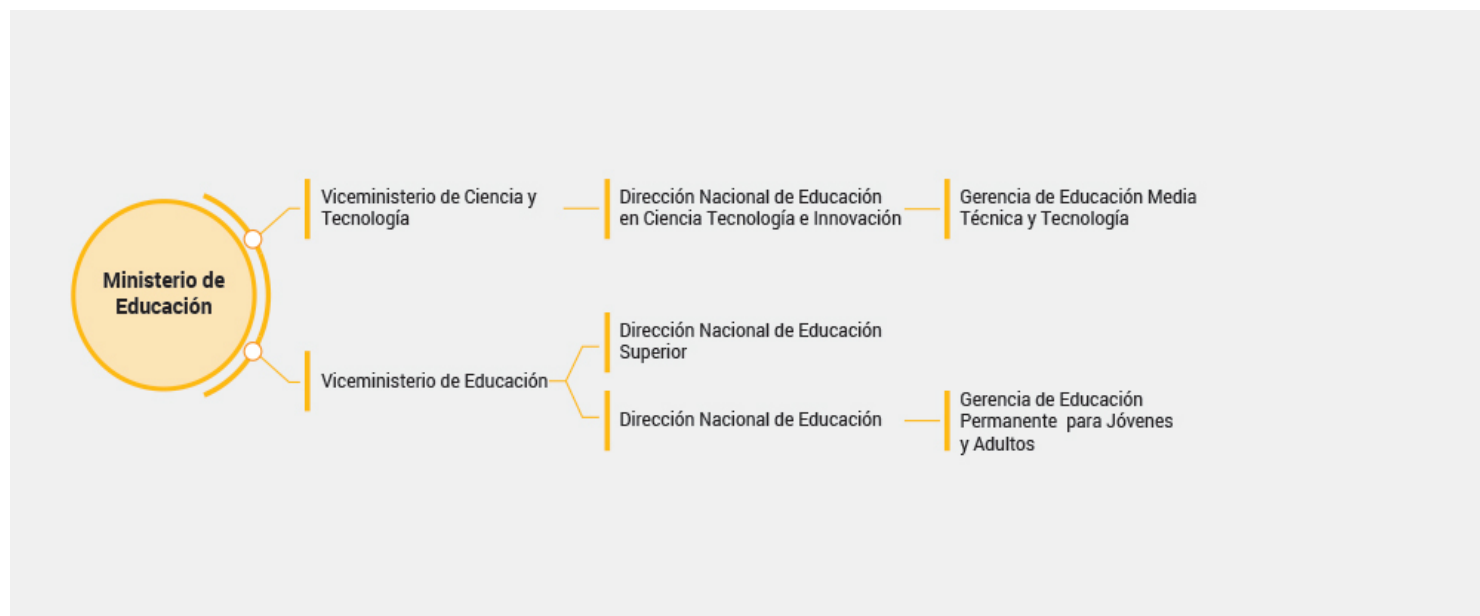 Ministerio de
Educación
Viceministerio de Ciencia y
Tecnología
Dirección Nacional de Educación
en Ciencia Tecnología e Innovación
Gerencia de Educación Media
Técnica y Tecnología
Viceministerio de Educación
Dirección Nacional de Educación
Superior
Dirección Nacional de Educación
Gerencia de Educación
Permanente para Jóvenes
y Adultos